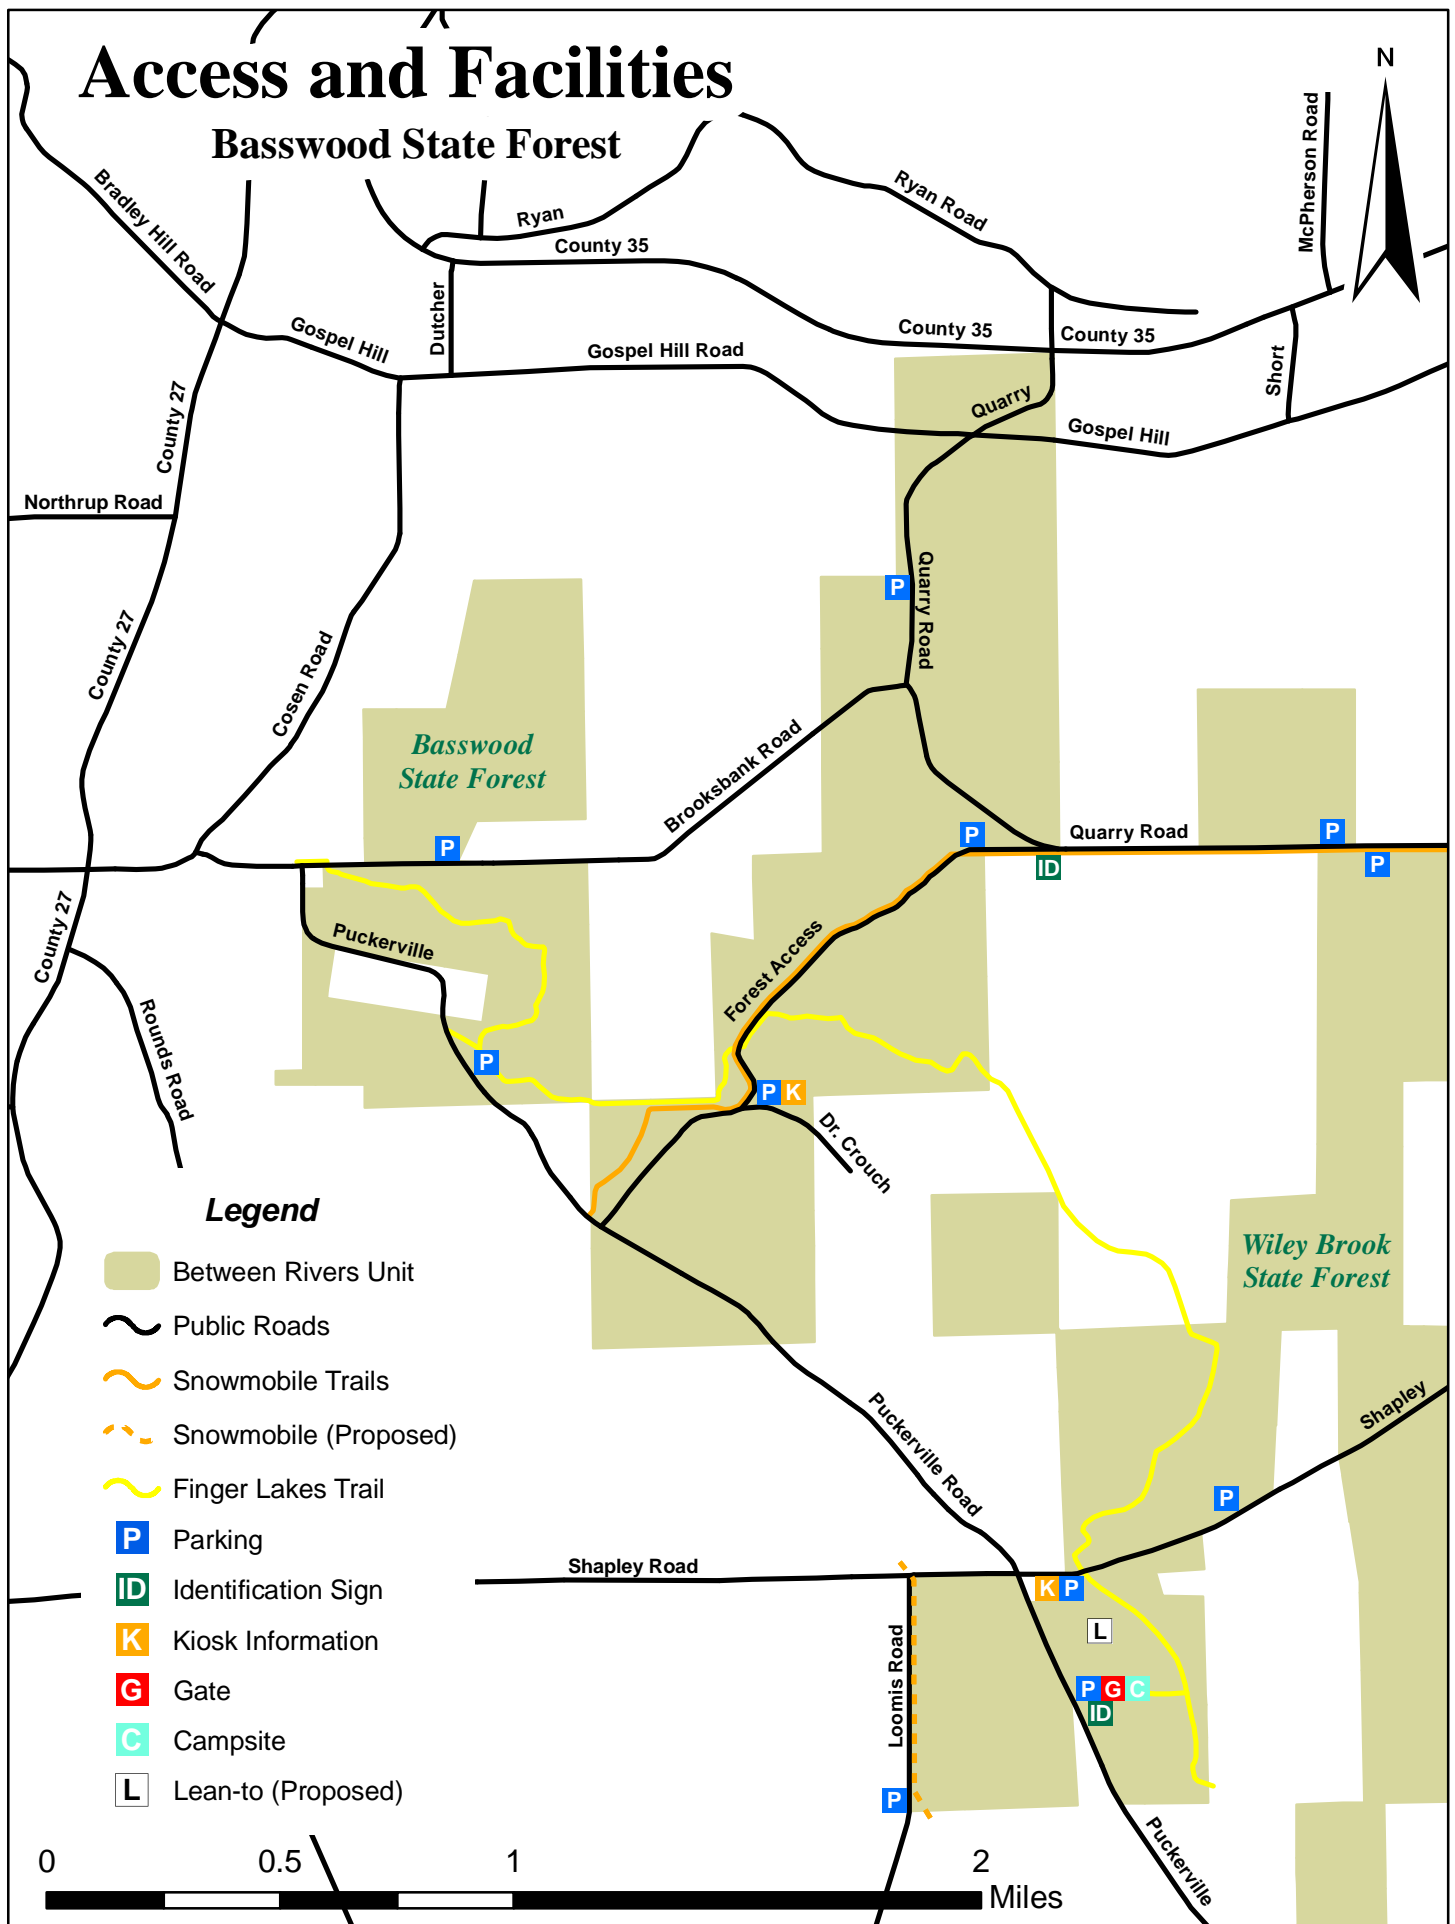 Access and Facilities
Basswood State Forest
N
McPherson Road
Bradley Hill Road
Ryan
Ryan Road
County 35
Dutcher
Gospel Hill
Gospel Hill Road
County 35
County 35
Short
County 27
Quarry
Gospel Hill
Northrup Road
Quarry Road
P
County 27
Cosen Road
Basswood
State Forest
Brooksbank Road
P
P
Quarry Road
P
ID
P
County 27
Puckerville
Forest Access
Rounds Road
P
P
K
Dr. Crouch
Legend
Between Rivers Unit
Public Roads
Snowmobile Trails
Snowmobile (Proposed)
Finger Lakes Trail
P
Parking
ID
Identification Sign
K
Kiosk Information
G
Gate
C
Campsite
L
Lean-to (Proposed)
Wiley Brook
State Forest
Shapley
Puckerville Road
P
Shapley Road
K
P
L
Loomis Road
P
G
C
ID
P
Puckerville
0
0.5
1
2
Miles